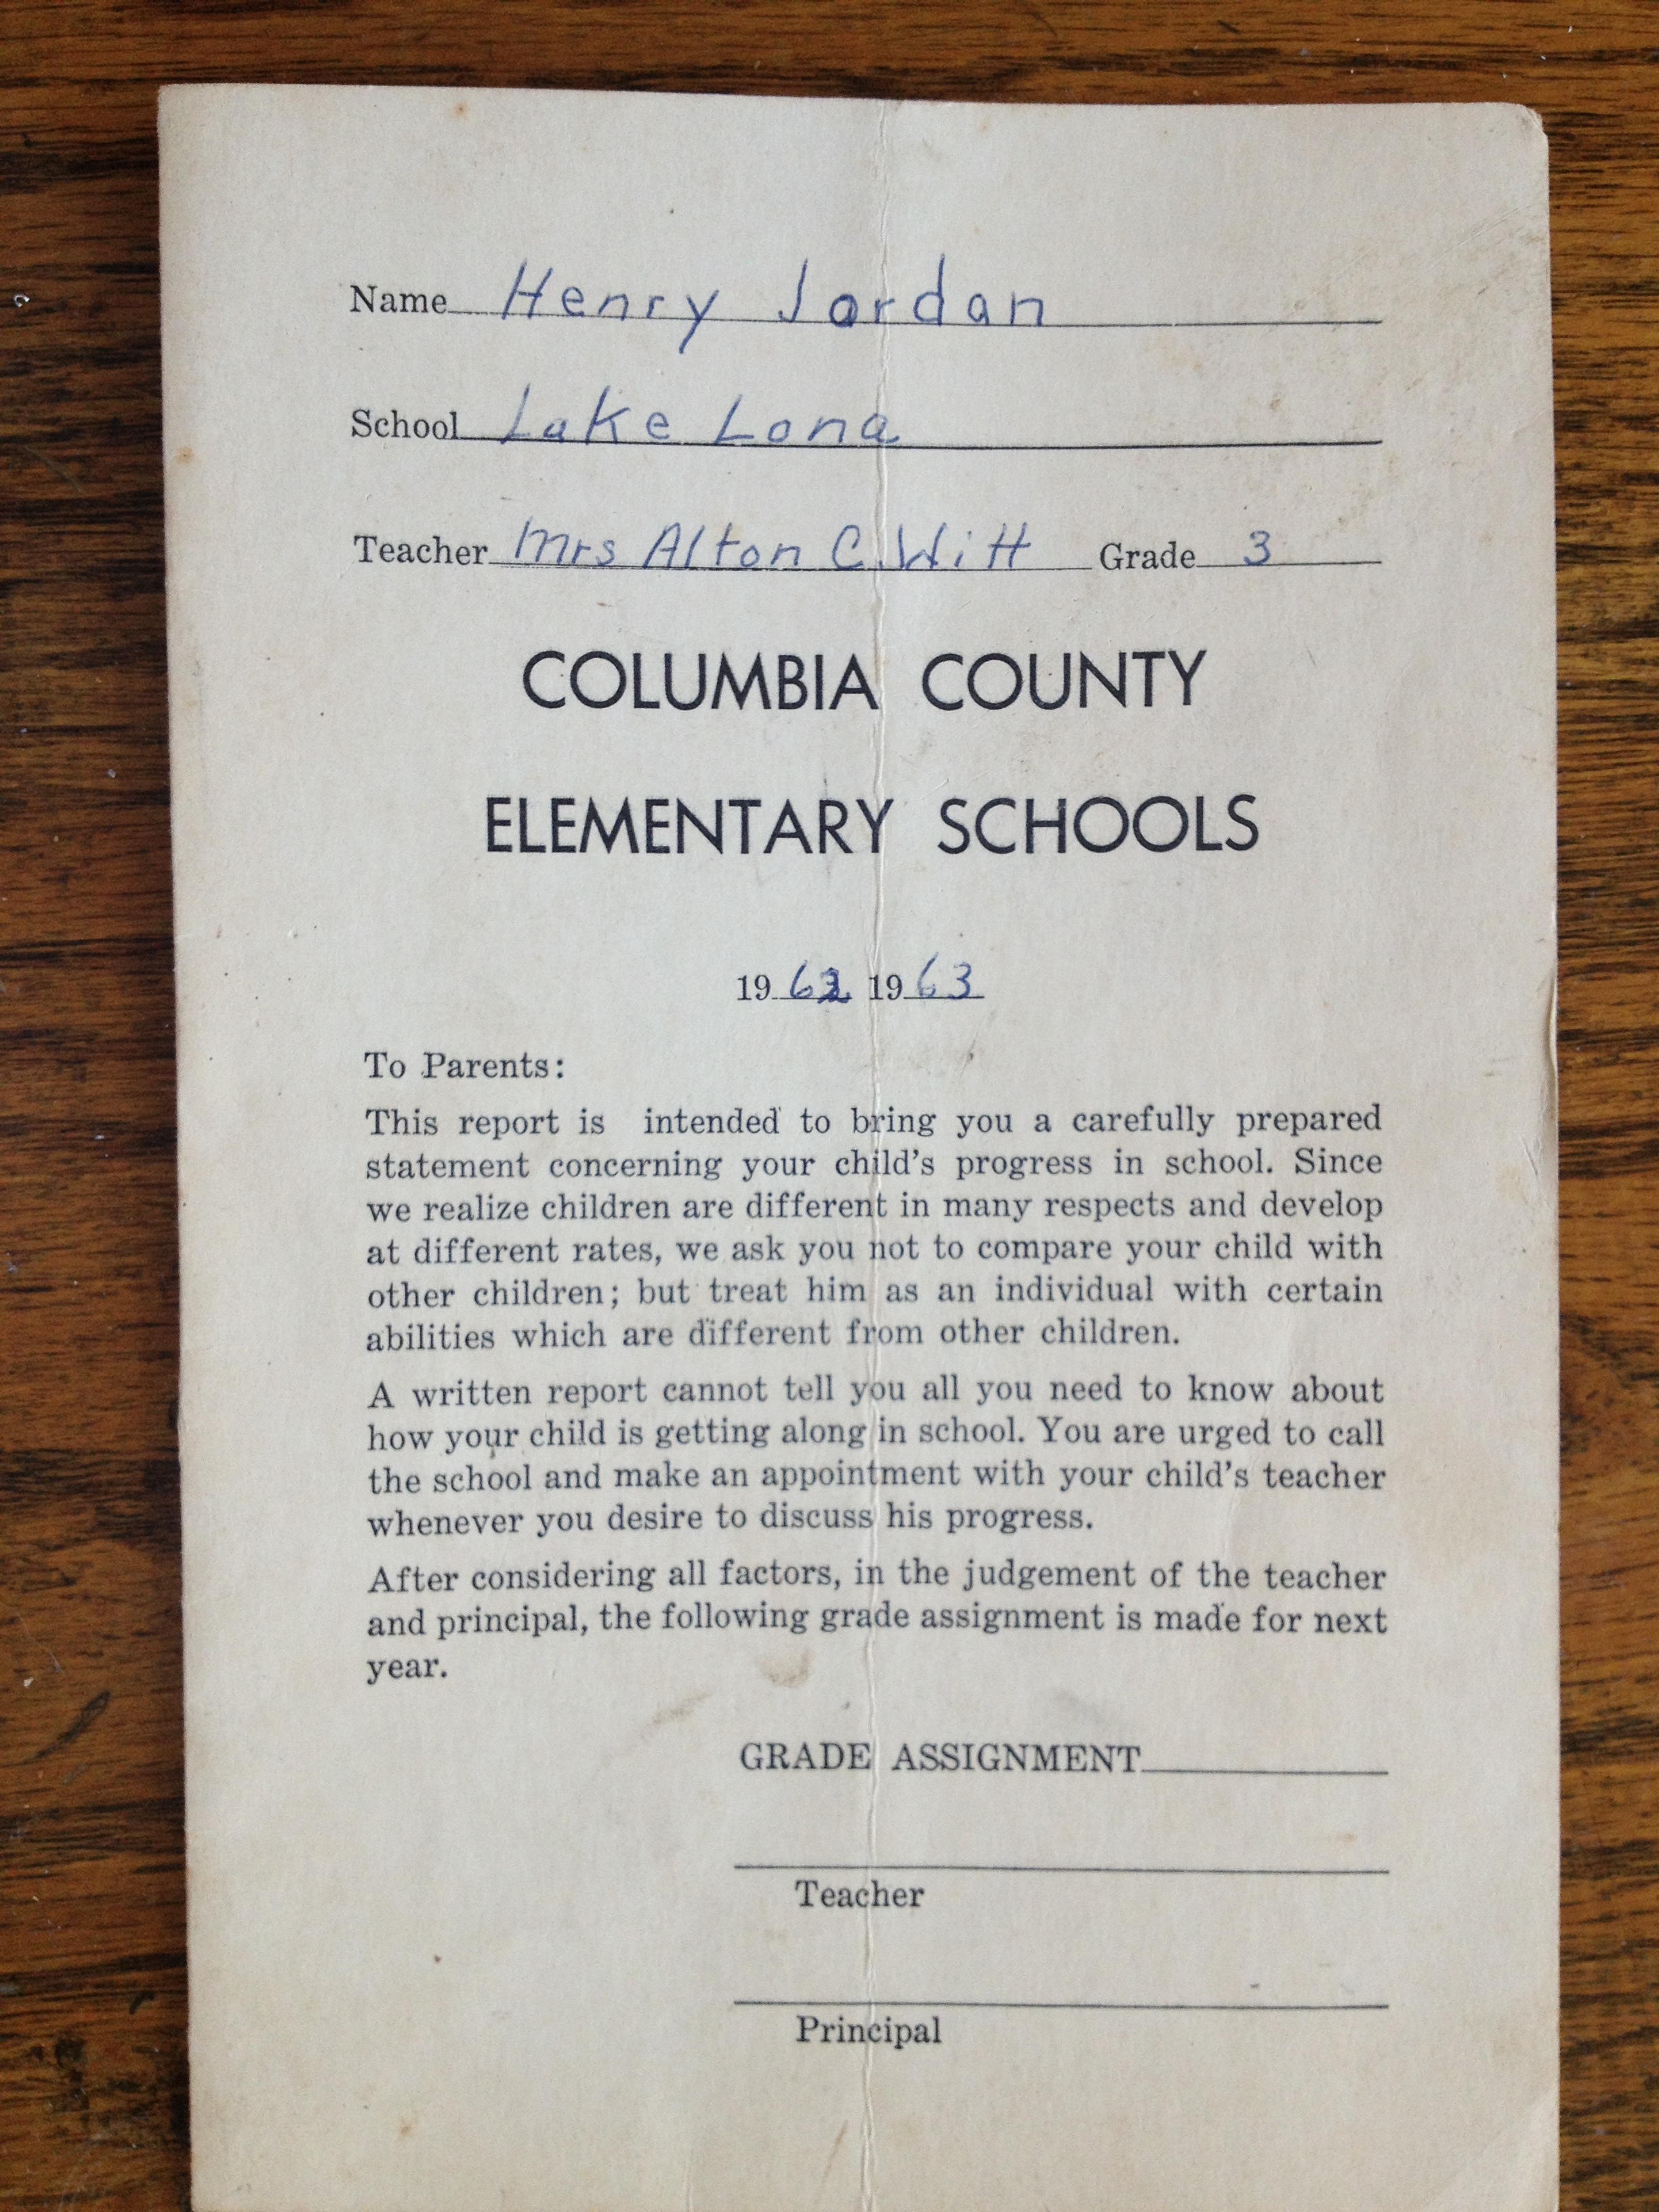 Name Henry Jordan
School Lake Lona
Teacher Mrs Alton C. Witt Grade 3
COLUMBIA COUNTY
ELEMENTARY SCHOOLS
1962 1963
To Parents:
This report is intended to bring you a carefully prepared
statement concerning your child's progress in school. Since
we realize children are different in many respects and develop
at different rates, we ask you not to compare your child with
other children; but treat him as an individual with certain
abilities which are different from other children.
A written report cannot tell you all you need to know about
how your child is getting along in school. You are urged to call
the school and make an appointment with your child's teacher
whenever you desire to discuss his progress.
After considering all factors, in the judgement of the teacher
and principal, the following grade assignment is made for next
year.
GRADE ASSIGNMENT
Teacher
Principal